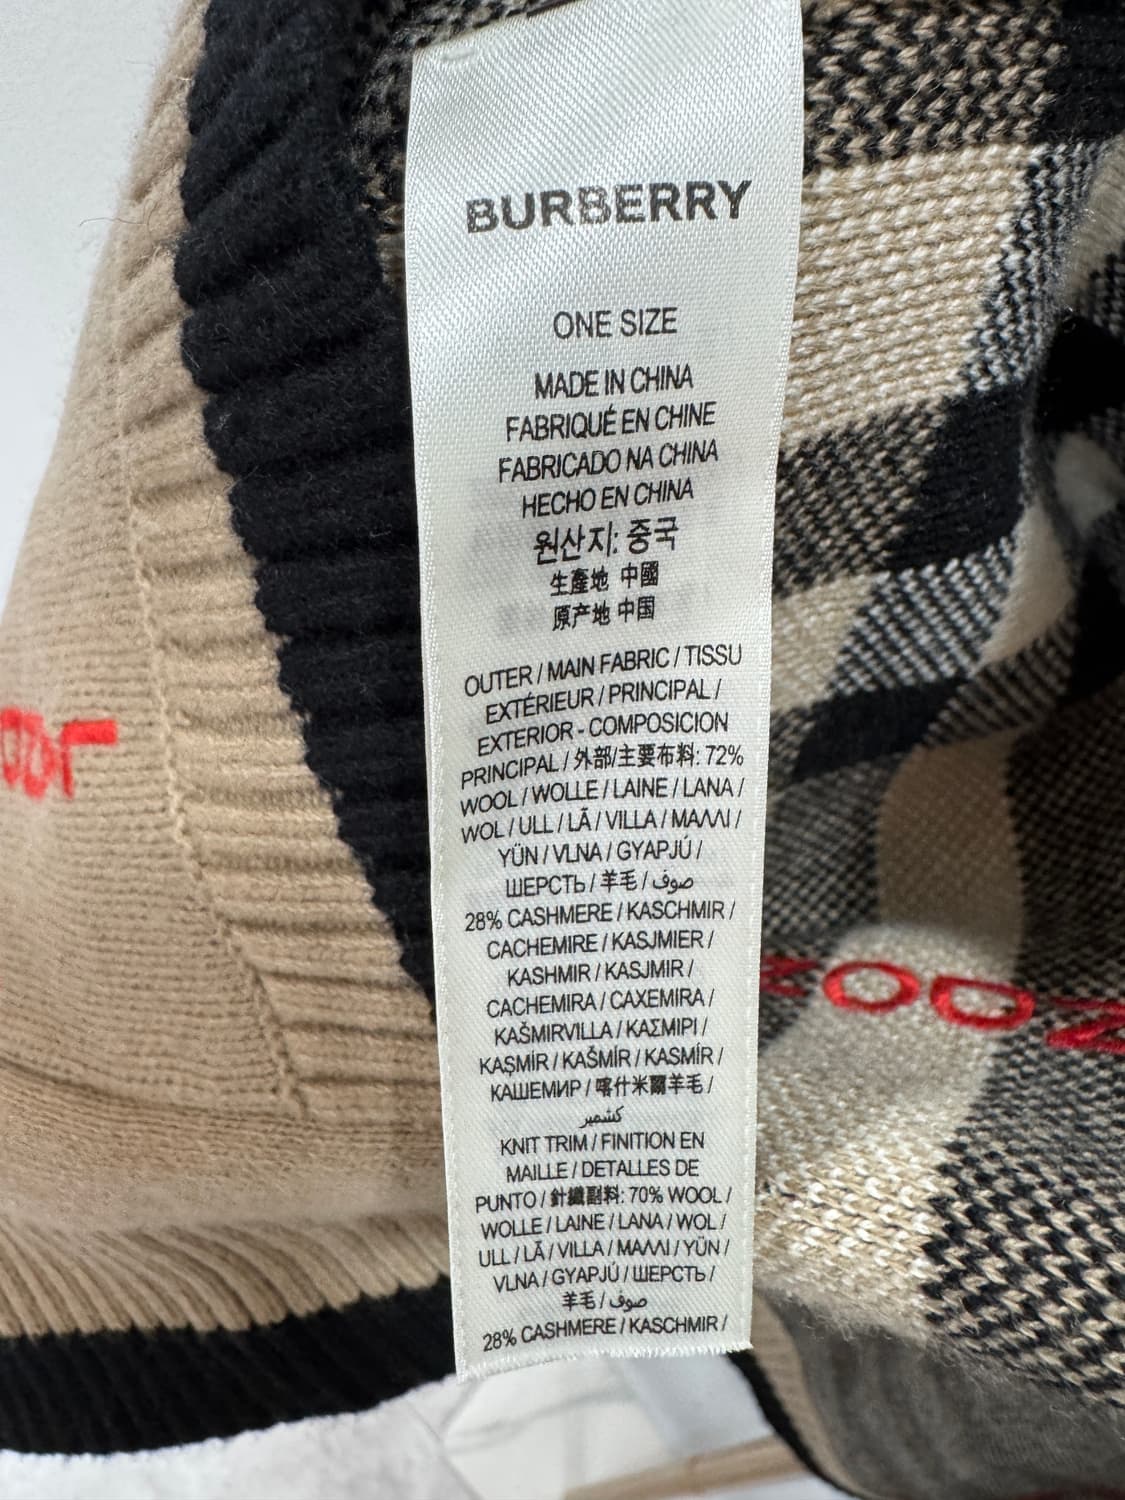 BURBERRY
ONE SIZE
MADE IN CHINA
FABRIQUÉ EN CHINE
FABRICADO NA CHINA
HECHO EN CHINA
원산지: 중국
生產地 中國
原产地 中国
OUTER / MAIN FABRIC / TISSU
EXTÉRIEUR / PRINCIPAL /
EXTERIOR - COMPOSICION
PRINCIPAL / 外部/主要布料: 72%
WOOL / WOLLE / LAINE / LANA /
WOL / ULL / LÃ / VILLA / ΜΑΛΛΙ /
YÜN / VLNA / GYAPJÚ /
ШЕРСТЬ / 羊毛 / صوف
28% CASHMERE / KASCHMIR /
CACHEMIRE / KASJMIER /
KASHMIR / KASJMIR /
CACHEMIRA / CAXEMIRA /
KAŠMIRVILLA / ΚΑΣΜΙΡΙ /
KAŞMİR / KAŠMÍR / KASMÍR /
КАШЕМИР / 喀什米爾羊毛 /
كشمير
KNIT TRIM / FINITION EN
MAILLE / DETALLES DE
PUNTO / 針織副料: 70% WOOL /
WOLLE / LAINE / LANA / WOL /
ULL / LÃ / VILLA / ΜΑΛΛΙ / YÜN /
VLNA / GYAPJÚ / ШЕРСТЬ /
羊毛 / صوف
28% CASHMERE / KASCHMIR /